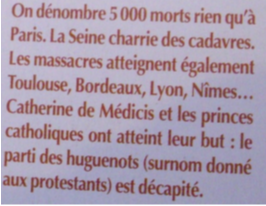 On dénombre 5 000 morts rien qu'à
Paris. La Seine charrie des cadavres.
Les massacres atteignent également
Toulouse, Bordeaux, Lyon, Nîmes...
Catherine de Médicis et les princes
catholiques ont atteint leur but : le
parti des huguenots (surnom donné
aux protestants) est décapité.